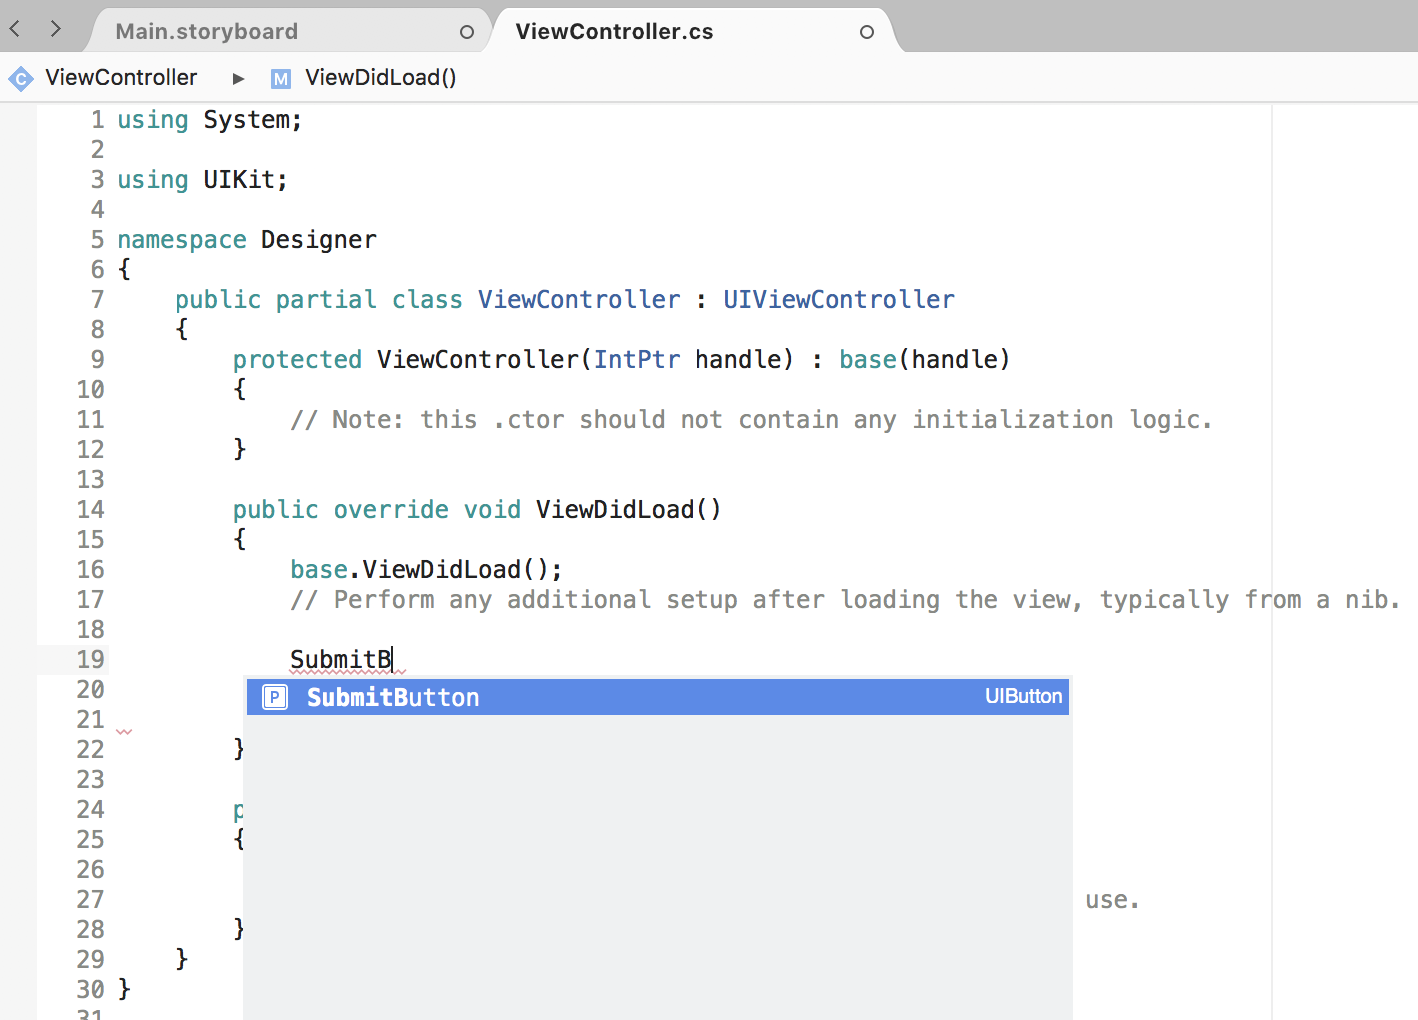 Main.storyboard ViewController.cs
C ViewController M ViewDidLoad()
1 using System;
2
3 using UIKit;
4
5 namespace Designer
6 {
7 public partial class ViewController : UIViewController
8 {
9 protected ViewController(IntPtr handle) : base(handle)
10 {
11 // Note: this .ctor should not contain any initialization logic.
12 }
13
14 public override void ViewDidLoad()
15 {
16 base.ViewDidLoad();
17 // Perform any additional setup after loading the view, typically from a nib.
18
19 SubmitB
20
P SubmitButton UIButton
21
22 }
23
24 p
25 {
26
27 use.
28 }
29 }
30 }
31